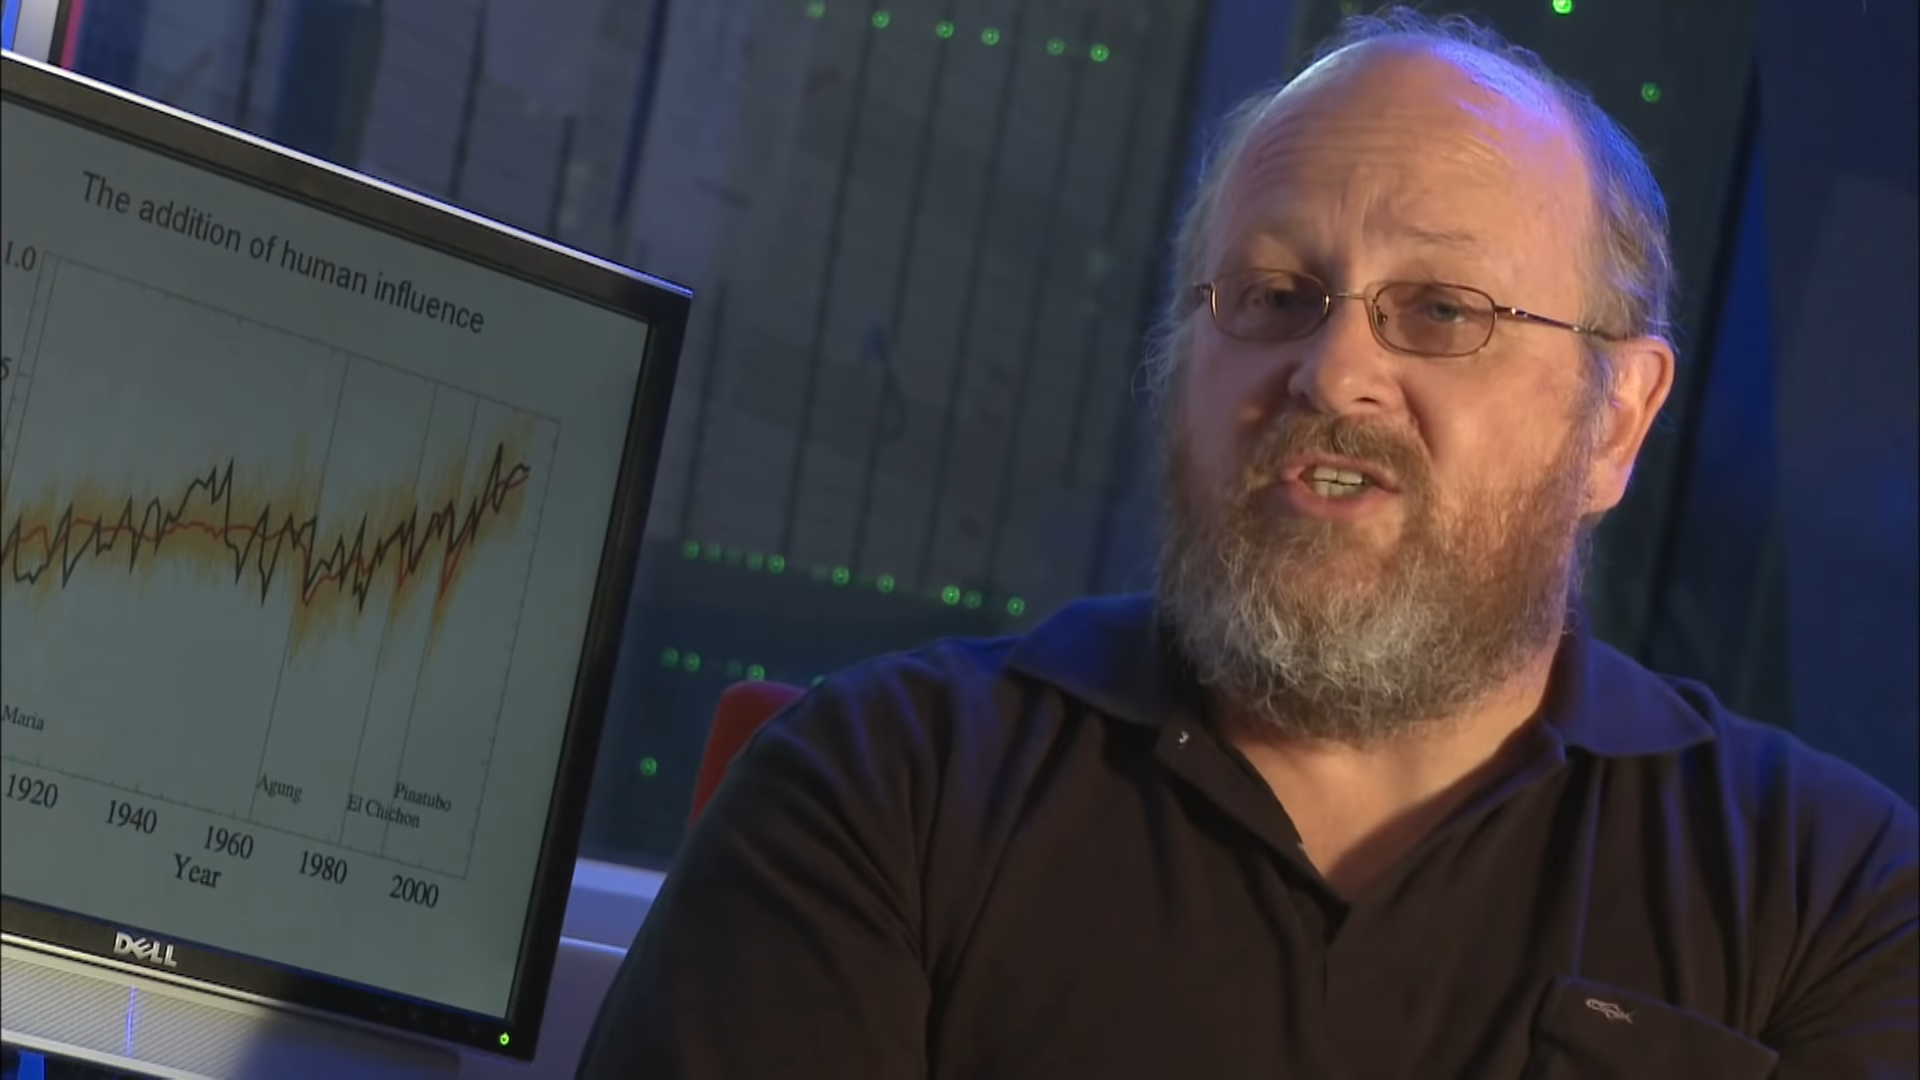 The addition of human influence
1.0
5
Maria
Agung
El Chichon
Pinatubo
1920
1940
1960
1980
2000
Year
DELL